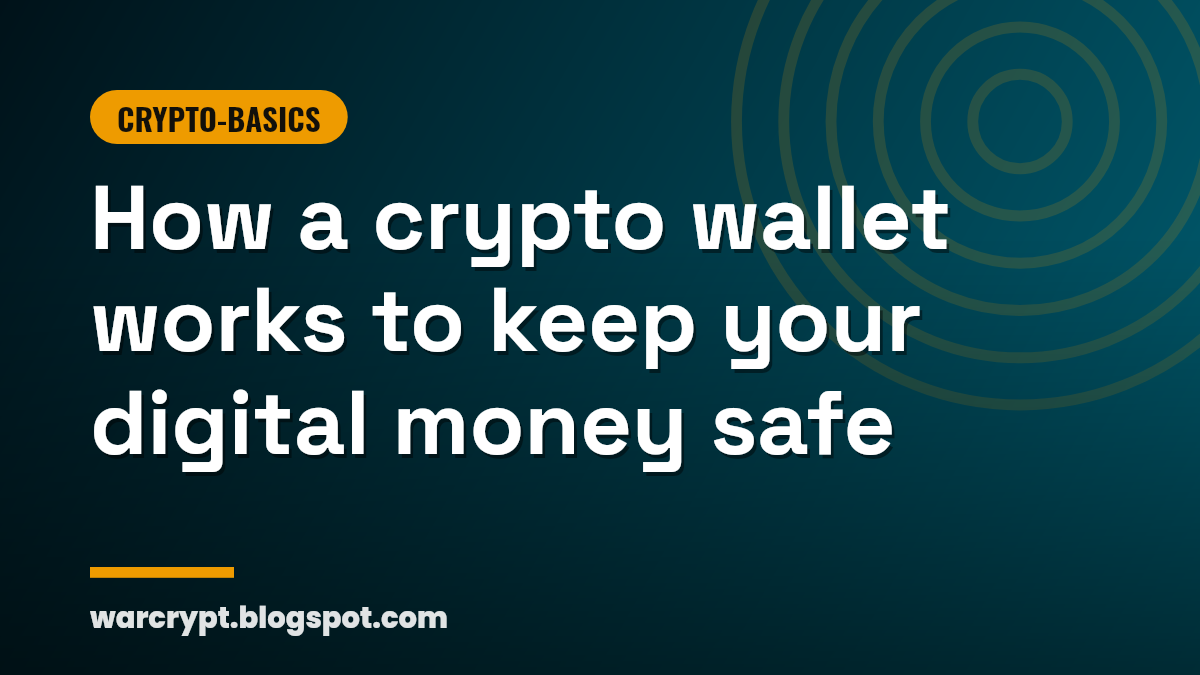 CRYPTO-BASICS
How a crypto wallet
works to keep your
digital money safe
warcrypt.blogspot.com